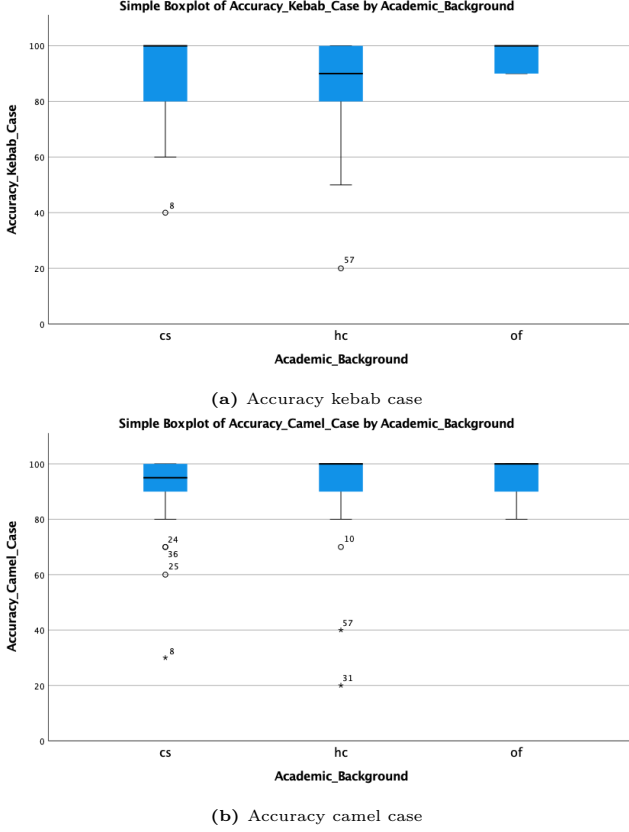 Simple Boxplot of Accuracy_Kebab_Case by Academic_Background
Accuracy_Kebab_Case
100
80
60
40
20
0
8
57
cs
hc
of
Academic_Background
(a) Accuracy kebab case
Simple Boxplot of Accuracy_Camel_Case by Academic_Background
Accuracy_Camel_Case
100
80
60
40
20
0
24
36
25
8
10
57
31
cs
hc
of
Academic_Background
(b) Accuracy camel case